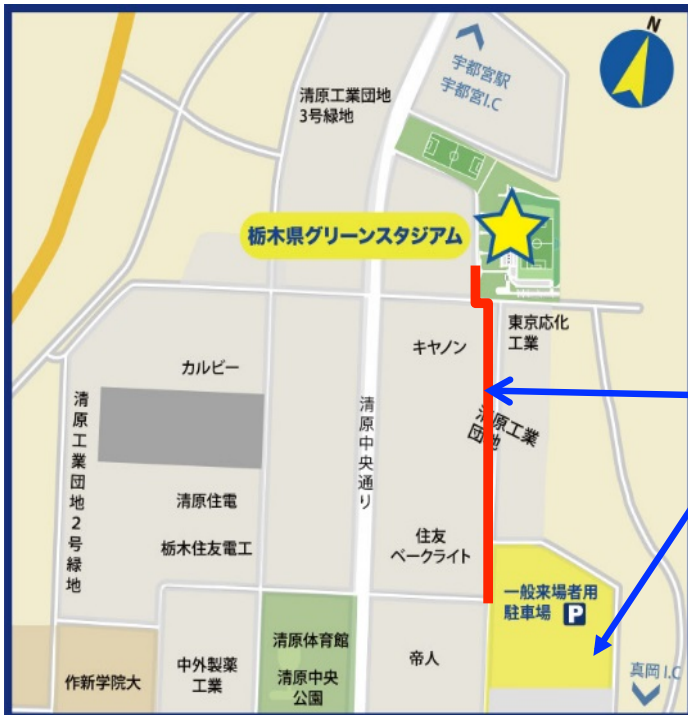 N
宇都宮駅
宇都宮I.C
清原工業団地
3号緑地
栃木県グリーンスタジアム
東京応化
工業
キヤノン
カルビー
清原工業団地2号緑地
清原中央通り
清原工業
団地
清原住電
栃木住友電工
住友
ベークライト
一般来場者用
駐車場 P
清原体育館
清原中央
公園
帝人
中外製薬
工業
作新学院大
真岡I.C